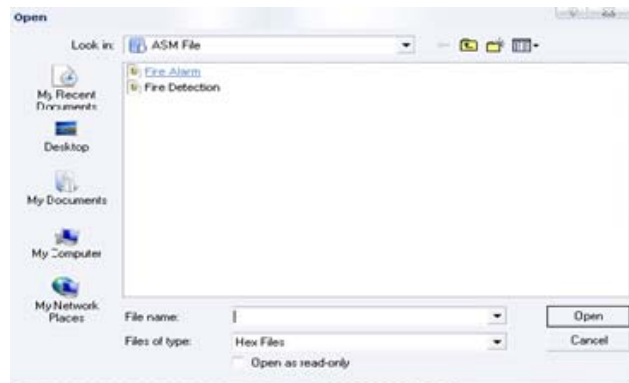 Open
Look in: ASM File
Fire Alarm
Fire Detection
My Recent
Documents
Desktop
My Documents
My Computer
My Network
Places
File name:
Open
Files of type: Hex Files
Cancel
Open as read-only